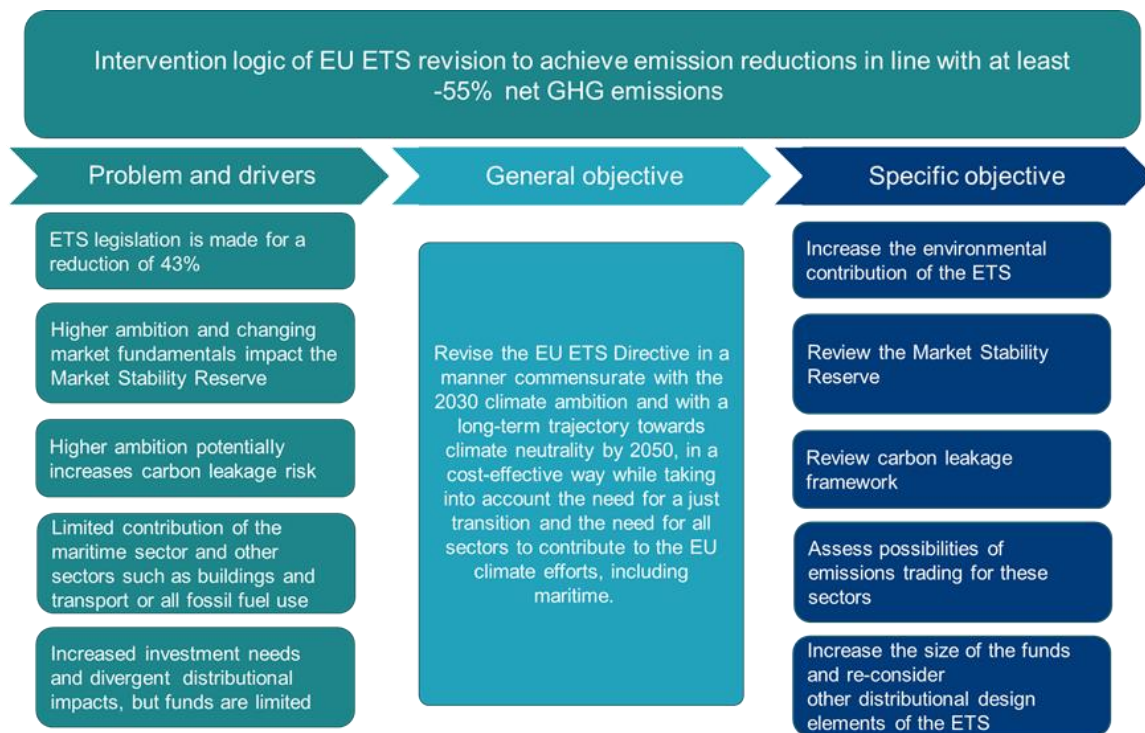 Intervention logic of EU ETS revision to achieve emission reductions in line with at least
-55% net GHG emissions
Problem and drivers
ETS legislation is made for a
reduction of 43%
Higher ambition and changing
market fundamentals impact the
Market Stability Reserve
Higher ambition potentially
increases carbon leakage risk
Limited contribution of the
maritime sector and other
sectors such as buildings and
transport or all fossil fuel use
Increased investment needs
and divergent distributional
impacts, but funds are limited
General objective
Revise the EU ETS Directive in a
manner commensurate with the
2030 climate ambition and with a
long-term trajectory towards
climate neutrality by 2050, in a
cost-effective way while taking
into account the need for a just
transition and the need for all
sectors to contribute to the EU
climate efforts, including
maritime.
Specific objective
Increase the environmental
contribution of the ETS
Review the Market Stability
Reserve
Review carbon leakage
framework
Assess possibilities of
emissions trading for these
sectors
Increase the size of the funds
and re-consider
other distributional design
elements of the ETS